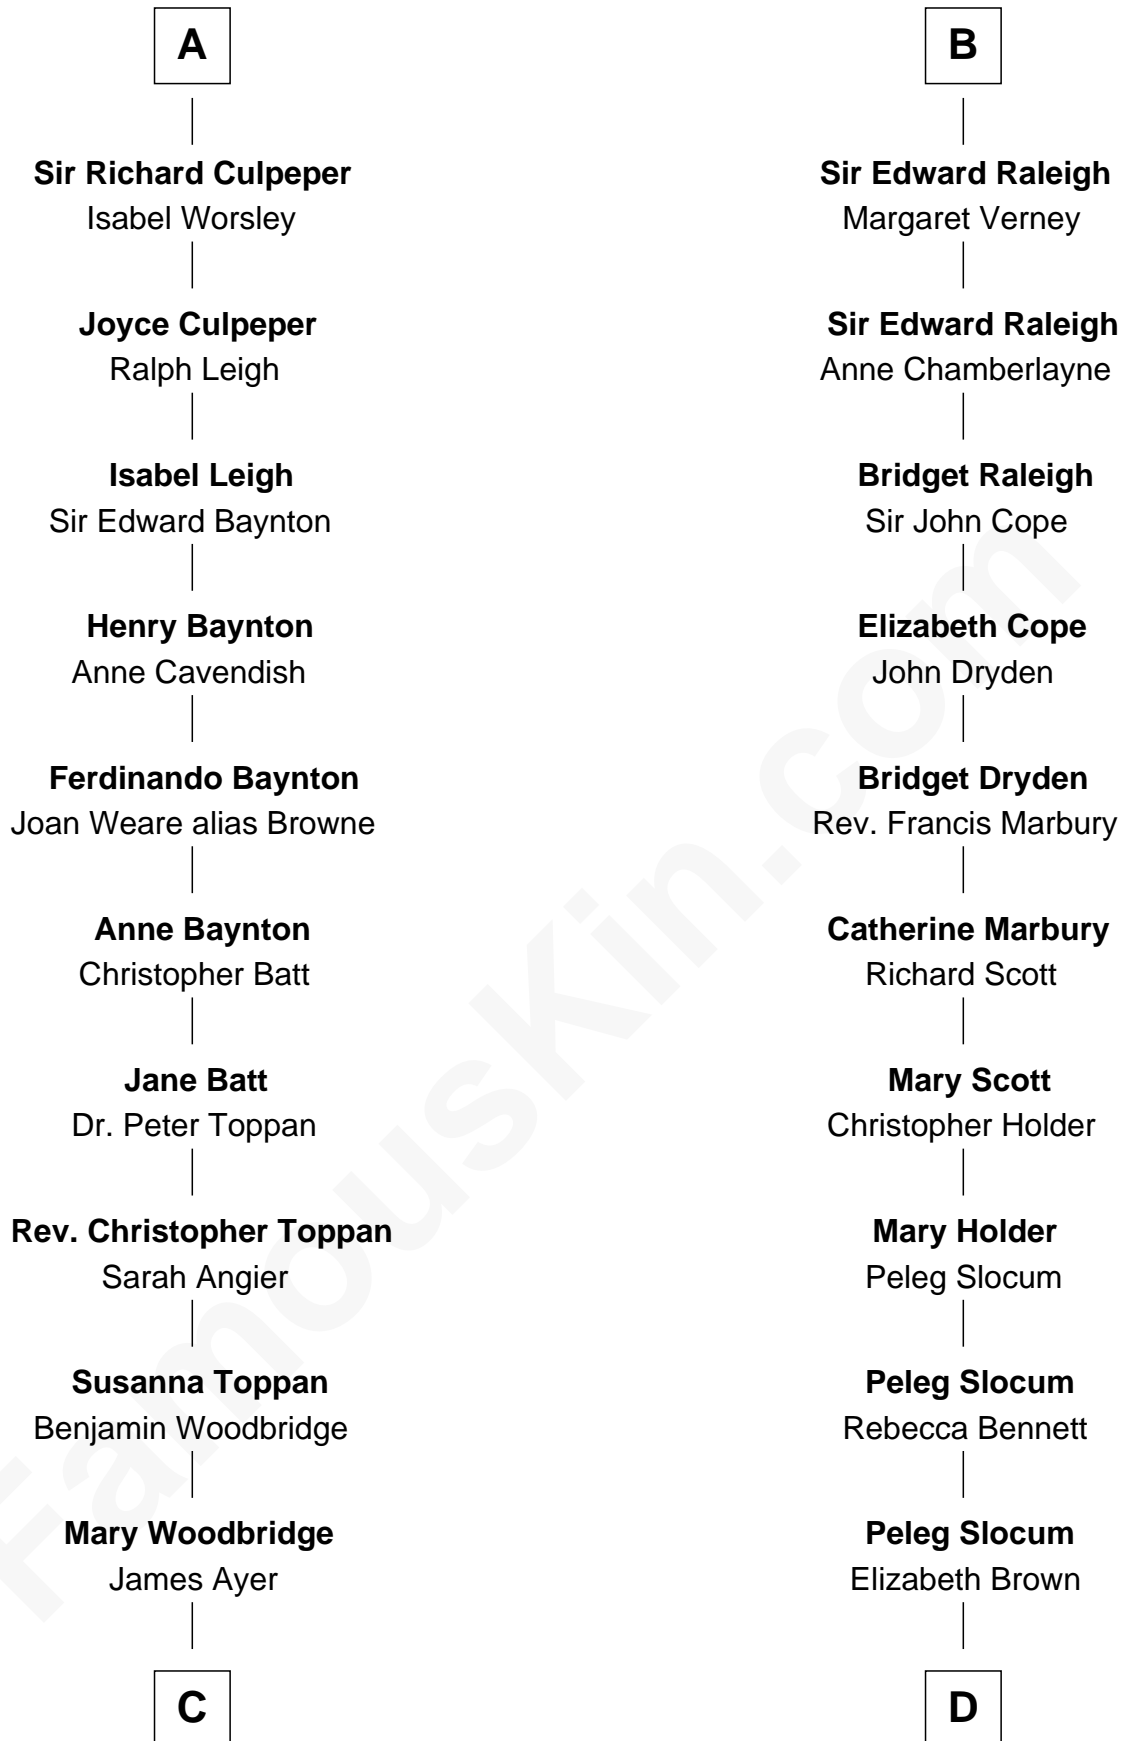 A
Sir Richard Culpeper
Isabel Worsley
Joyce Culpeper
Ralph Leigh
Isabel Leigh
Sir Edward Baynton
Henry Baynton
Anne Cavendish
Ferdinando Baynton
Joan Weare alias Browne
Anne Baynton
Christopher Batt
Jane Batt
Dr. Peter Toppan
Rev. Christopher Toppan
Sarah Angier
Susanna Toppan
Benjamin Woodbridge
Mary Woodbridge
James Ayer
C
B
Sir Edward Raleigh
Margaret Verney
Sir Edward Raleigh
Anne Chamberlayne
Bridget Raleigh
Sir John Cope
Elizabeth Cope
John Dryden
Bridget Dryden
Rev. Francis Marbury
Catherine Marbury
Richard Scott
Mary Scott
Christopher Holder
Mary Holder
Peleg Slocum
Peleg Slocum
Rebecca Bennett
Peleg Slocum
Elizabeth Brown
D
FamousKin.com